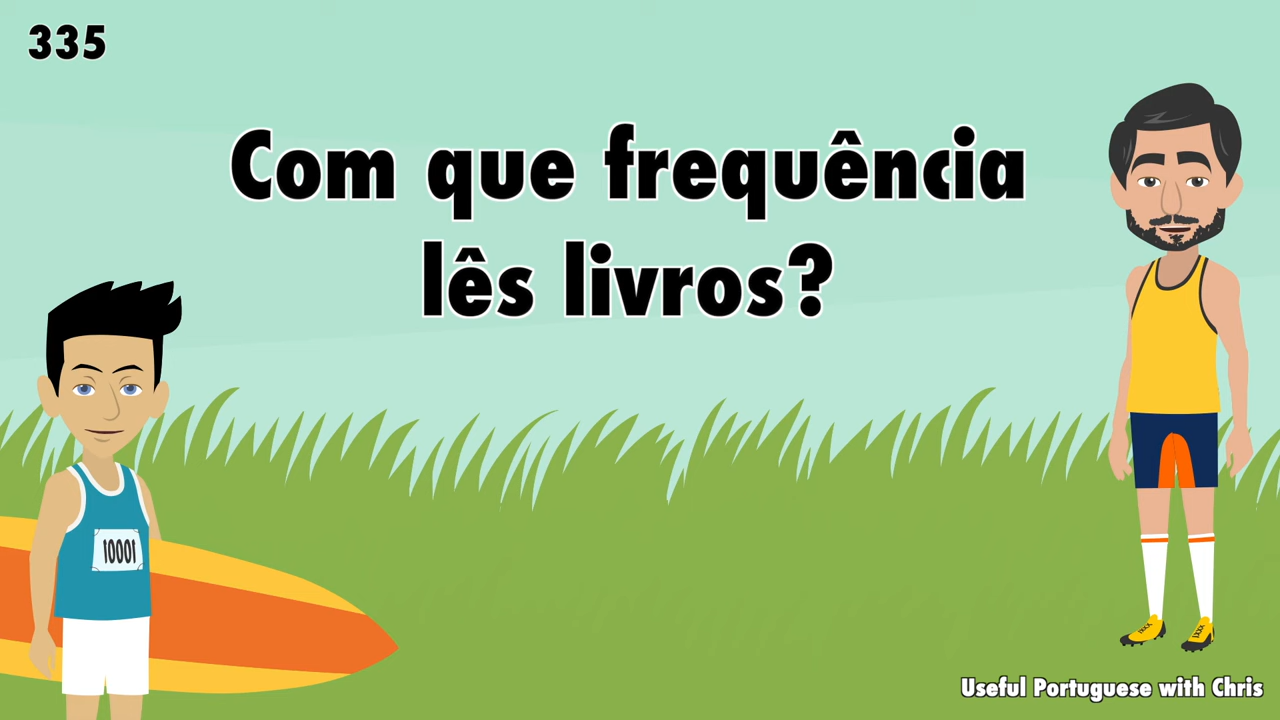 335
Com que frequência
lês livros?
10001
Useful Portuguese with Chris